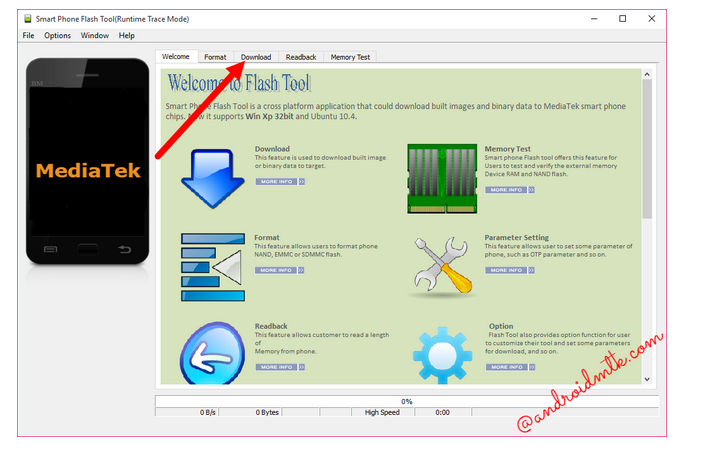 Smart Phone Flash Tool(Runtime Trace Mode)
File Options Window Help
Welcome Format Download Readback Memory Test
BM
MediaTek
Welcome to Flash Tool
Smart Phone Flash Tool is a cross platform application that could download built images and binary data to MediaTek smart phone
chips. Now it supports Win Xp 32bit and Ubuntu 10.4.
Download
This feature is used to download built image
or binary data to target.
MORE INFO
Memory Test
Smart phone Flash tool offers this feature for
Users to test and verify the external memory
Device RAM and NAND flash.
MORE INFO
Format
This feature allows users to format phone
NAND, EMMC or SDMMC flash.
MORE INFO
Parameter Setting
This feature allow user to set some parameter of
phone, such as OTP parameter and so on.
MORE INFO
Readback
This feature allows customer to read a length
of
Memory from phone.
MORE INFO
Option
Flash Tool also provides option function for user
to customize their tool and set some parameters
for download, and so on.
MORE INFO
@androidmtk.com
0%
0 B/s 0 Bytes High Speed 0:00